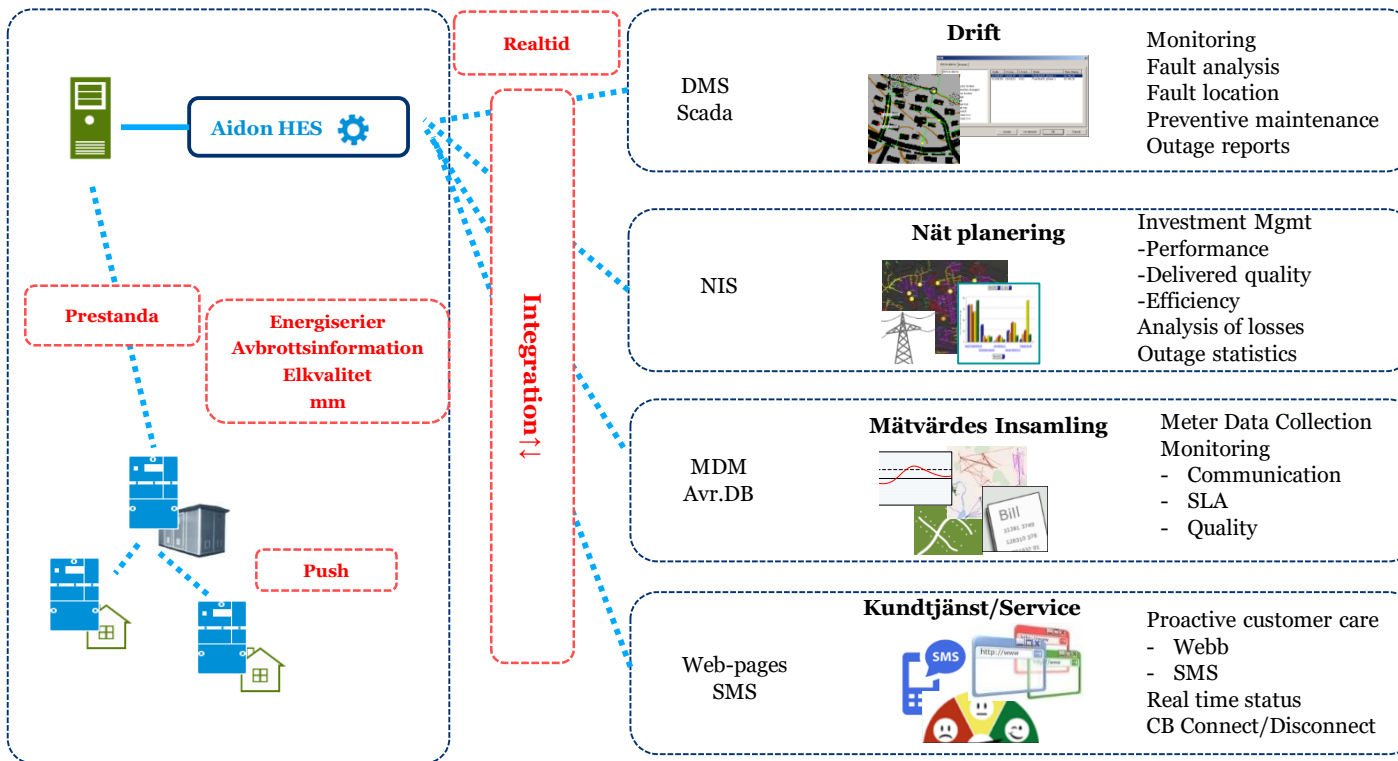 Realtid
Aidon HES
Prestanda
Energiserier
Avbrottsinformation
Elkvalitet
mm
Push
Integration↑↓
Drift
DMS
Scada
Monitoring
Fault analysis
Fault location
Preventive maintenance
Outage reports
Nät planering
NIS
Investment Mgmt
-Performance
-Delivered quality
-Efficiency
Analysis of losses
Outage statistics
Mätvärdes Insamling
MDM
Avr.DB
Bill
Meter Data Collection
Monitoring
- Communication
- SLA
- Quality
Kundtjänst/Service
Web-pages
SMS
SMS
http://www
Proactive customer care
- Webb
- SMS
Real time status
CB Connect/Disconnect